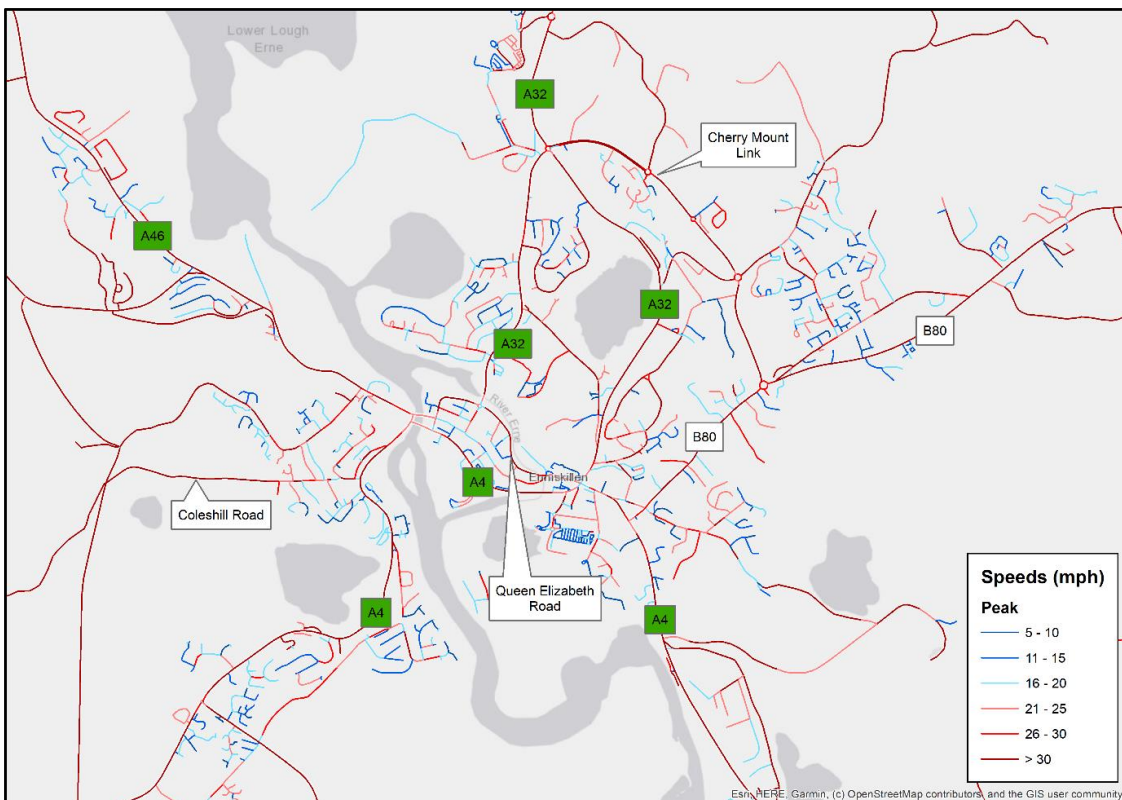 Lower Lough
Erne
A32
Cherry Mount
Link
A46
A32
A32
B80
River Erne
B80
A4
Enniskillen
Coleshill Road
Queen Elizabeth
Road
A4
A4
Speeds (mph)
Peak
5 - 10
11 - 15
16 - 20
21 - 25
26 - 30
> 30
Esri, HERE, Garmin, (c) OpenStreetMap contributors, and the GIS user community